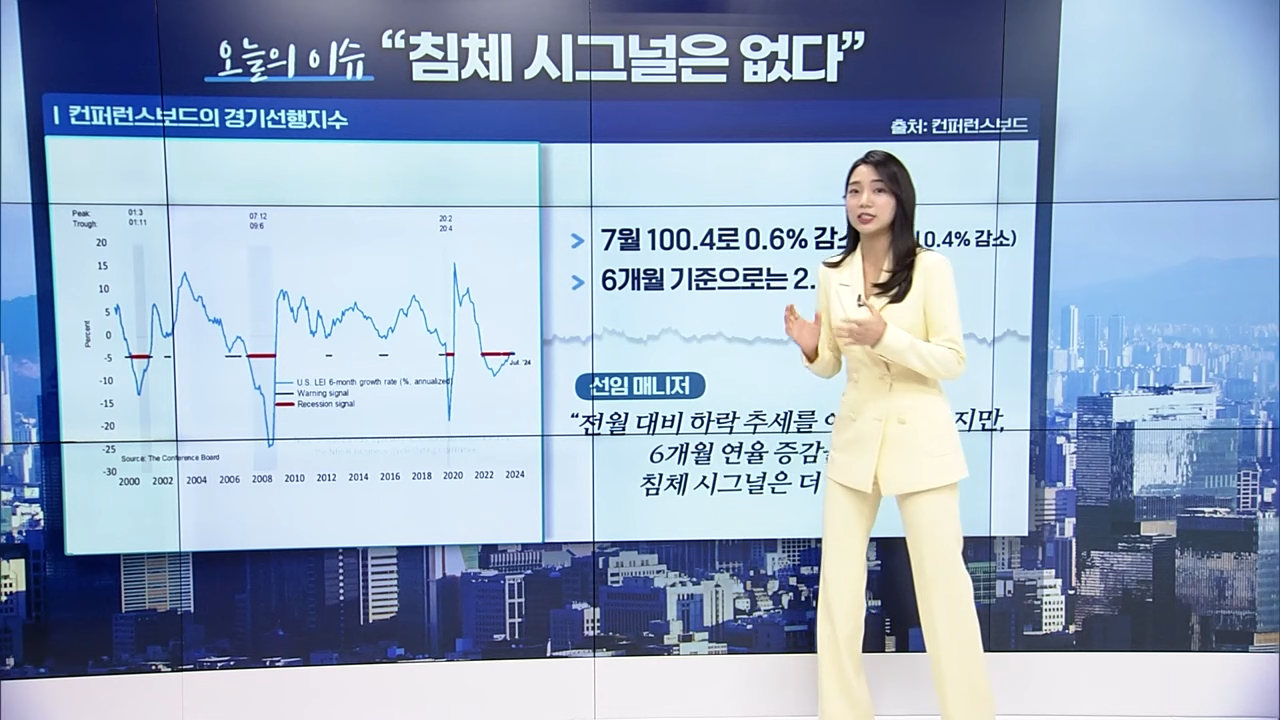 오늘의 이슈 “침체 시그널은 없다”
컨퍼런스보드의 경기선행지수
출처: 컨퍼런스보드
7월 100.4로 0.6% 감 0.4% 감소)
6개월 기준으로는 2.
선임 매니저
“전월 대비 하락 추세를 지만,
6개월 연율 증감
침체 시그널은 더
Peak: 01:3 07:12 20:2
Trough: 01:11 09:6 20:4
20
15
10
5
0
-5
-10
-15
-20
-25
-30
Percent
Jul. '24
U.S. LEI 6-month growth rate (%, annualized)
Warning signal
Recession signal
Source: The Conference Board
2000 2002 2004 2006 2008 2010 2012 2014 2016 2018 2020 2022 2024